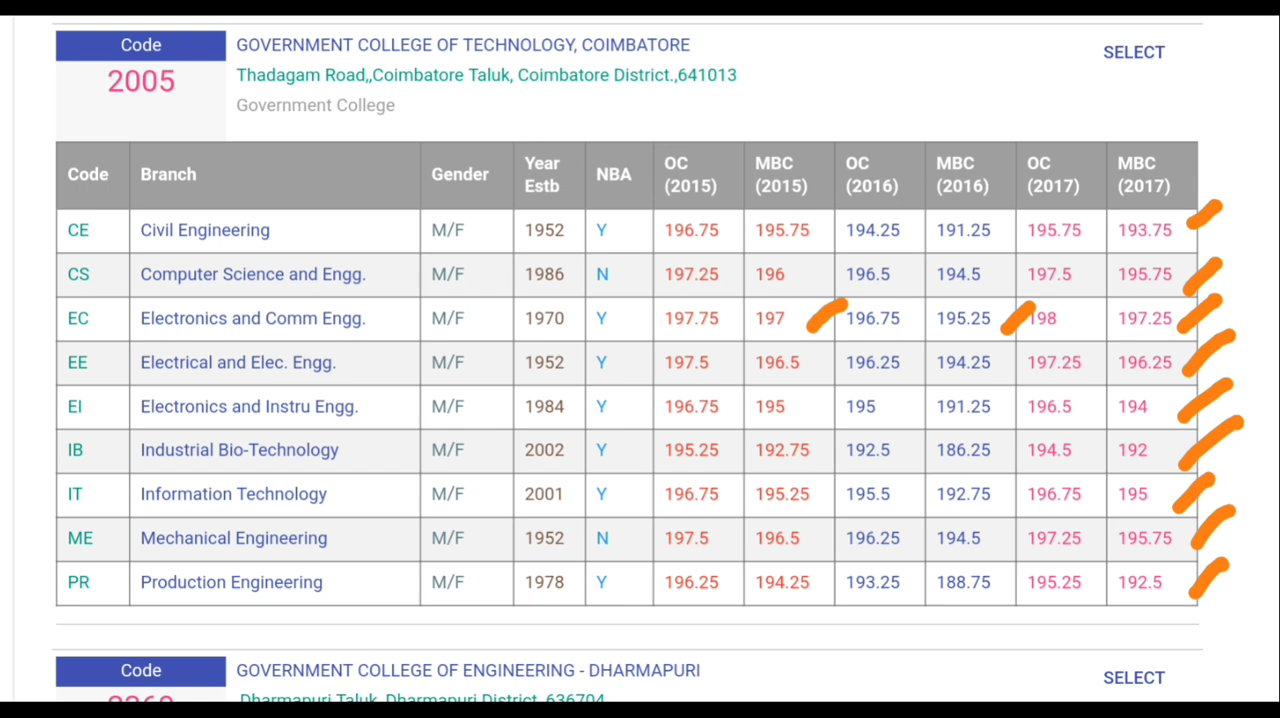 Code GOVERNMENT COLLEGE OF TECHNOLOGY, COIMBATORE SELECT
2005 Thadagam Road,,Coimbatore Taluk, Coimbatore District.,641013
Government College
Code Branch Gender Year Estb NBA OC (2015) MBC (2015) OC (2016) MBC (2016) OC (2017) MBC (2017)
CE Civil Engineering M/F 1952 Y 196.75 195.75 194.25 191.25 195.75 193.75
CS Computer Science and Engg. M/F 1986 N 197.25 196 196.5 194.5 197.5 195.75
EC Electronics and Comm Engg. M/F 1970 Y 197.75 197 196.75 195.25 198 197.25
EE Electrical and Elec. Engg. M/F 1952 Y 197.5 196.5 196.25 194.25 197.25 196.25
EI Electronics and Instru Engg. M/F 1984 Y 196.75 195 195 191.25 196.5 194
IB Industrial Bio-Technology M/F 2002 Y 195.25 192.75 192.5 186.25 194.5 192
IT Information Technology M/F 2001 Y 196.75 195.25 195.5 192.75 196.75 195
ME Mechanical Engineering M/F 1952 N 197.5 196.5 196.25 194.5 197.25 195.75
PR Production Engineering M/F 1978 Y 196.25 194.25 193.25 188.75 195.25 192.5
Code GOVERNMENT COLLEGE OF ENGINEERING - DHARMAPURI SELECT
Dharmapuri Taluk, Dharmapuri District, 636704